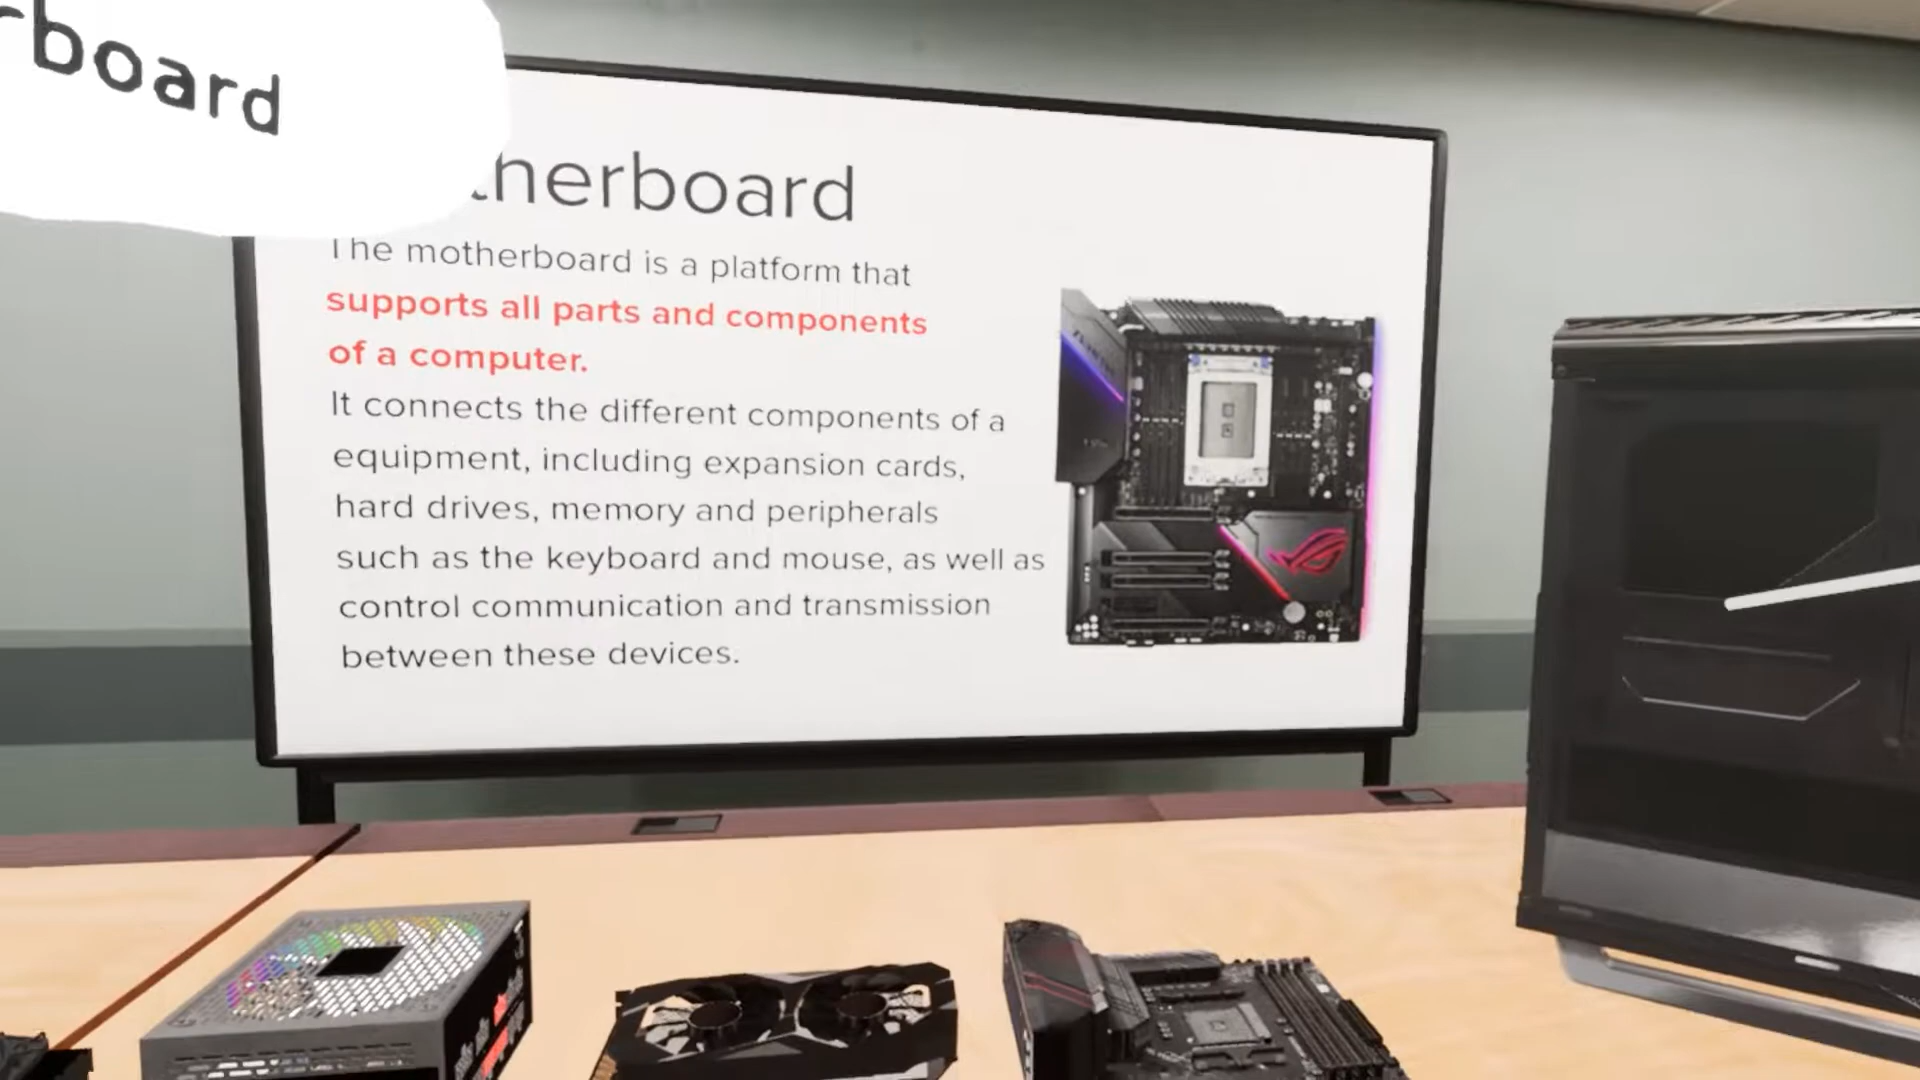 rboard
therboard
The motherboard is a platform that
supports all parts and components
of a computer.
It connects the different components of a
equipment, including expansion cards,
hard drives, memory and peripherals
such as the keyboard and mouse, as well as
control communication and transmission
between these devices.